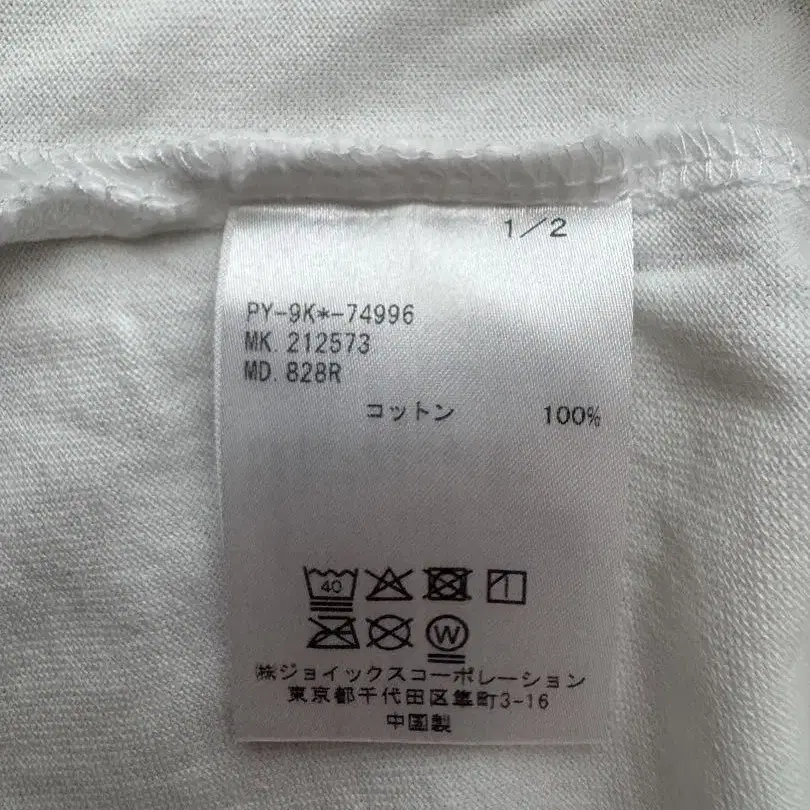 1/2
PY-9K*-74996
MK. 212573
MD. 828R
コットン 100%
40
W
㈱ジョイックスコーポレーション
東京都千代田区隼町3-16
中国製